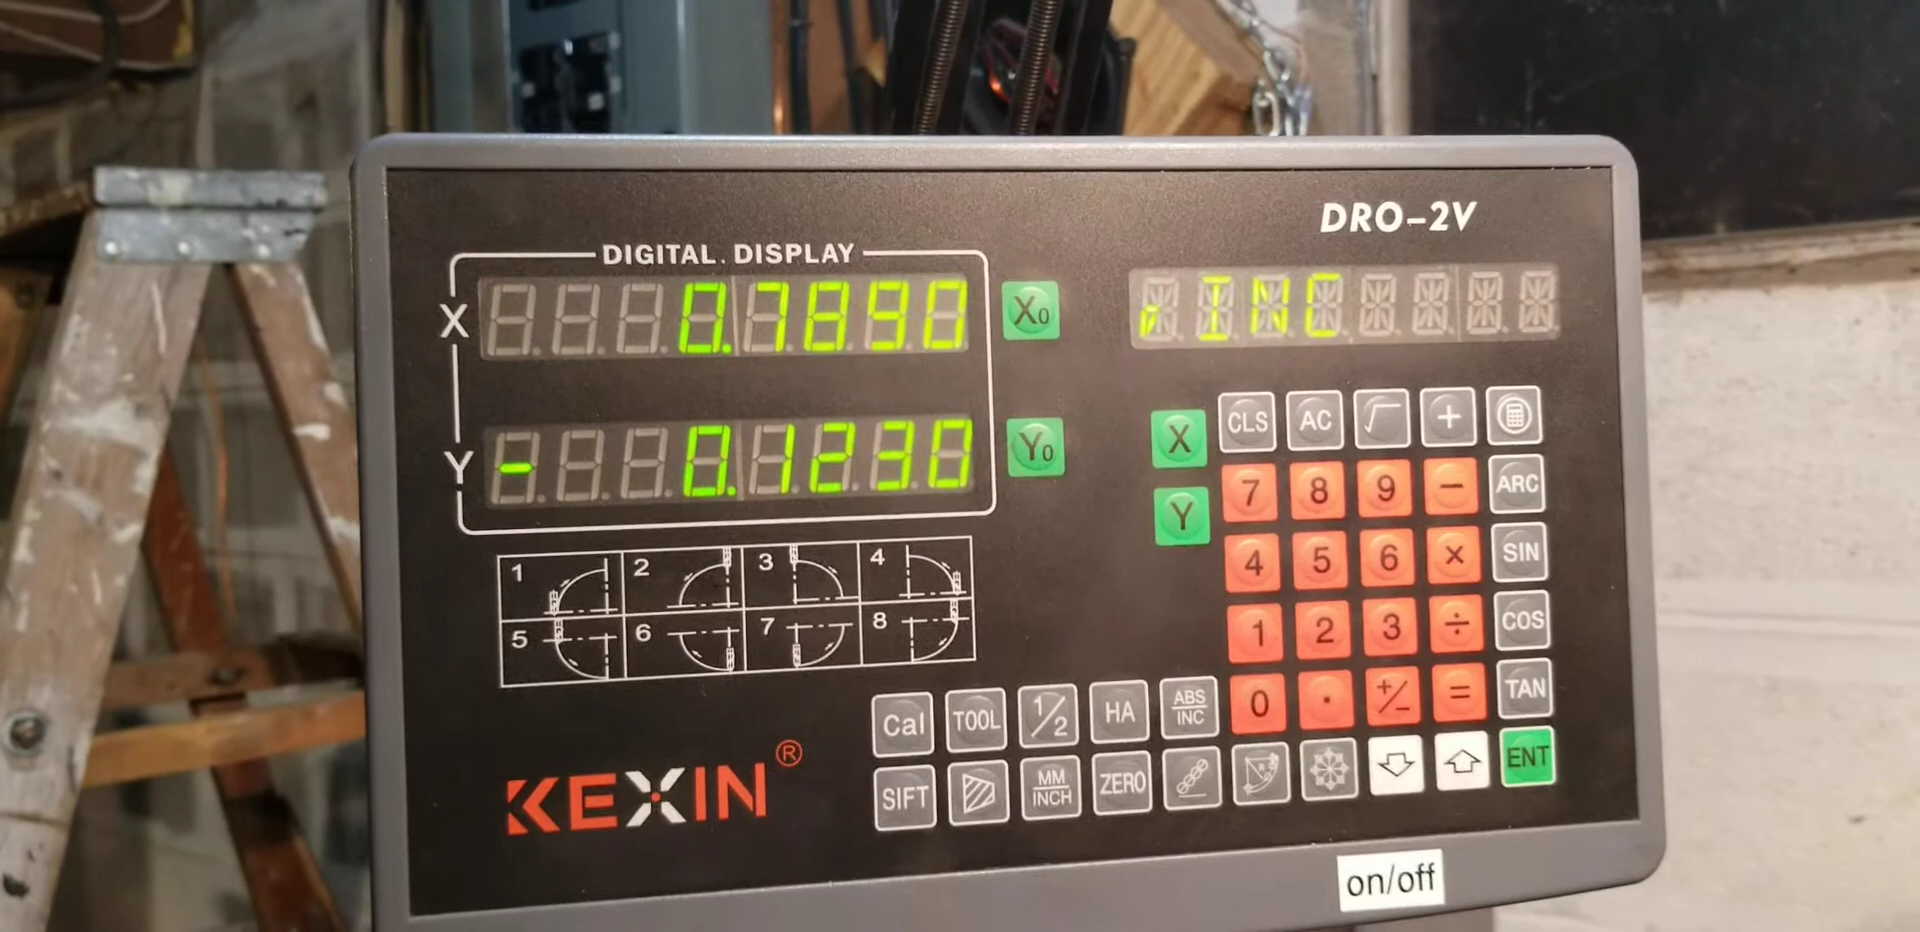 DRO-2V
DIGITAL. DISPLAY
X 0.7890 X₀
INC
Y - 0.1230 Y₀
X CLS AC √ +
7 8 9 - ARC
Y
4 5 6 × SIN
1 2 3 4
5 6 7 8
1 2 3 ÷ COS
Cal TOOL 1/2 HA ABS/INC 0 . +/- = TAN
SIFT MM/INCH ZERO ENT
KEXIN®
on/off